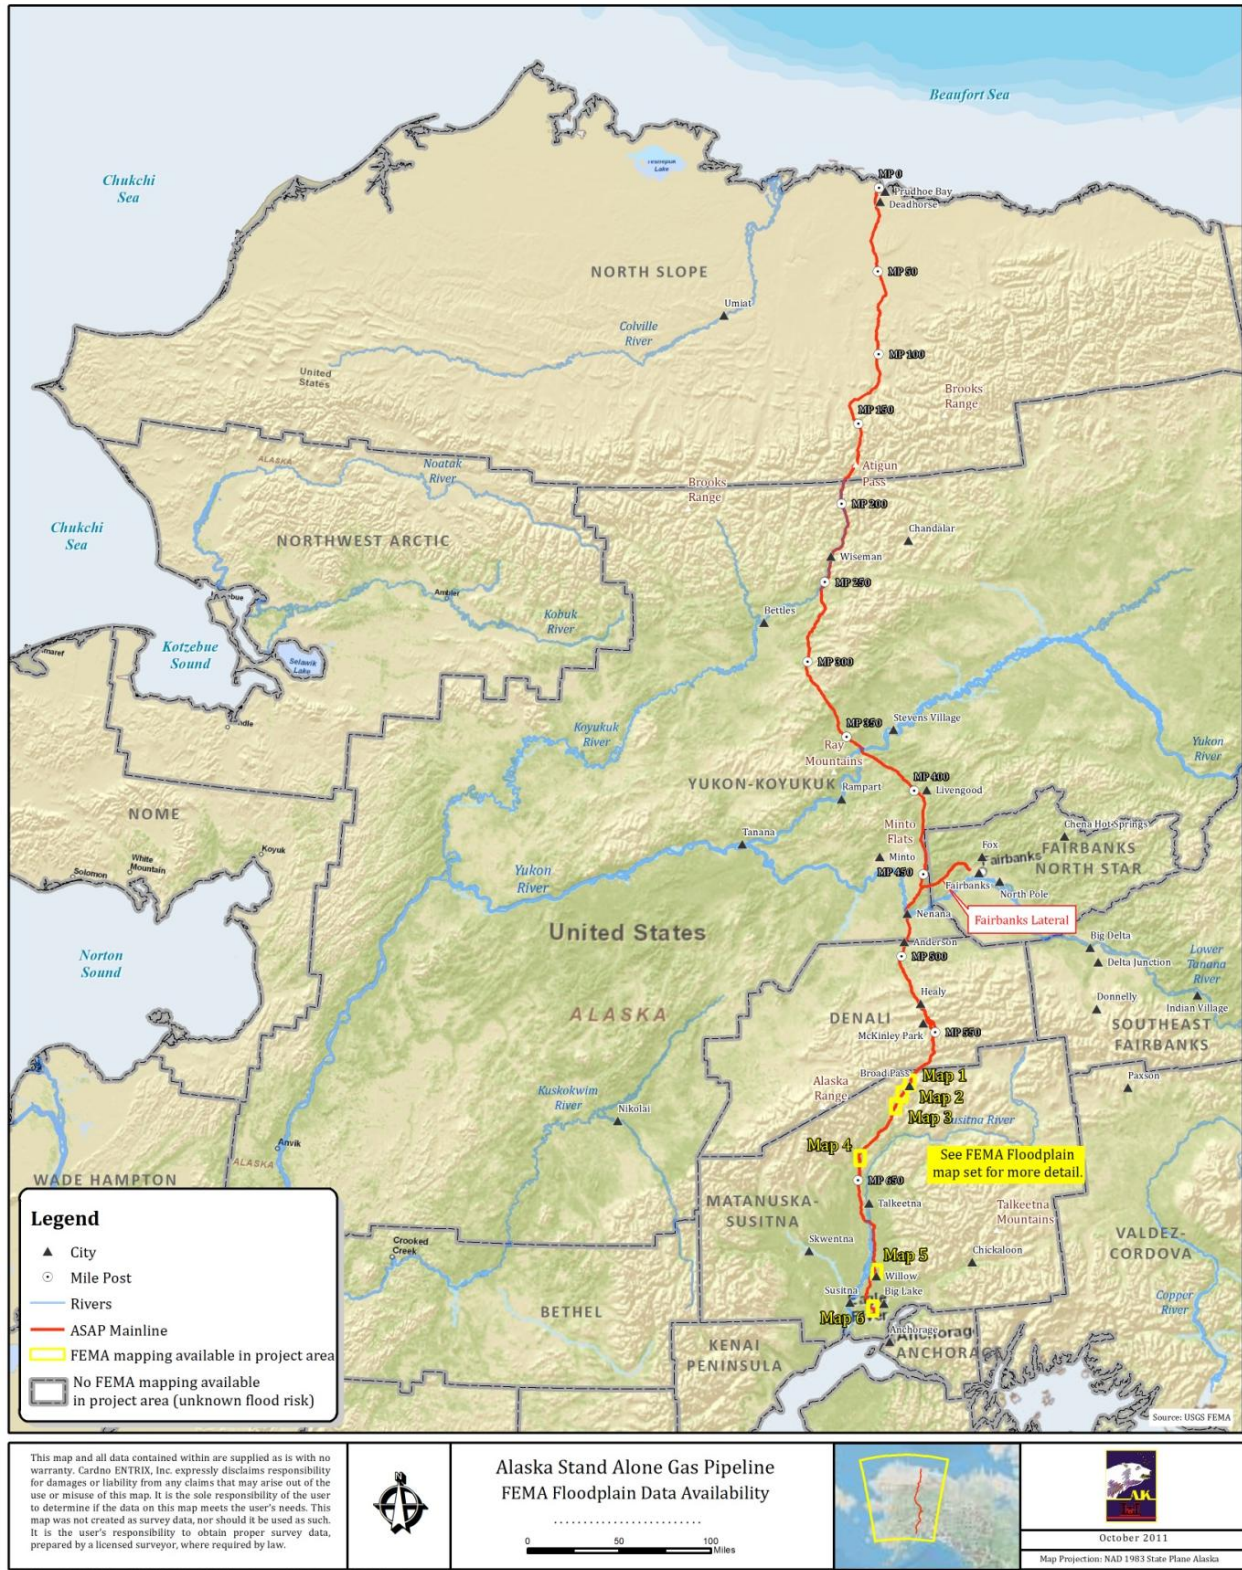 Beaufort Sea
Chukchi
Sea
Lake
MP 0
Prudhoe Bay
Deadhorse
NORTH SLOPE
MP 50
Umiat
Colville
River
United
States
MP 100
Brooks
Range
MP 150
ALASKA
Noatak
River
Brooks
Range
Atigun
Pass
MP 200
Chukchi
Sea
NORTHWEST ARCTIC
Chandalar
Wiseman
MP 250
Ambler
Kobuk
River
Bettles
Kotzebue
Sound
Selawik
Lake
MP 300
Koyukuk
River
Stevens Village
MP 350
Ray
Mountains
Yukon
River
YUKON-KOYUKUK
MP 400
Livengood
Rampart
NOME
Minto
Flats
Chena Hot Springs
Tanana
Koyuk
White
Mountain
Solomon
Minto
Fox
Fairbanks
FAIRBANKS
NORTH STAR
Yukon
River
MP 450
Fairbanks
North Pole
Nenana
Fairbanks Lateral
United States
Anderson
MP 500
Big Delta
Delta Junction
Lower
Tanana
River
Norton
Sound
Healy
Donnelly
Indian Village
ALASKA
DENALI
McKinley Park
MP 550
SOUTHEAST
FAIRBANKS
Broad Pass
Map 1
Alaska
Range
Map 2
Paxson
Kuskokwim
River
Nikolai
Map 3
Susitna River
Anvik
Map 4
See FEMA Floodplain
map set for more detail.
ALASKA
WADE HAMPTON
MP 650
MATANUSKA-
SUSITNA
Talkeetna
Talkeetna
Mountains
VALDEZ-
CORDOVA
Crooked
Creek
Skwentna
Map 5
Chickaloon
Willow
Susitna
Big Lake
BETHEL
Map 6
Copper
River
Anchorage
Anchorage
ANCHORAGE
KENAI
PENINSULA
Legend
City
Mile Post
Rivers
ASAP Mainline
FEMA mapping available in project area
No FEMA mapping available
in project area (unknown flood risk)
Source: USGS FEMA
This map and all data contained within are supplied as is with no
warranty. Cardno ENTRIX, Inc. expressly disclaims responsibility
for damages or liability from any claims that may arise out of the
use or misuse of this map. It is the sole responsibility of the user
to determine if the data on this map meets the user's needs. This
map was not created as survey data, nor should it be used as such.
It is the user's responsibility to obtain proper survey data,
prepared by a licensed surveyor, where required by law.
N
Alaska Stand Alone Gas Pipeline
FEMA Floodplain Data Availability
0 50 100
Miles
AK
October 2011
Map Projection: NAD 1983 State Plane Alaska